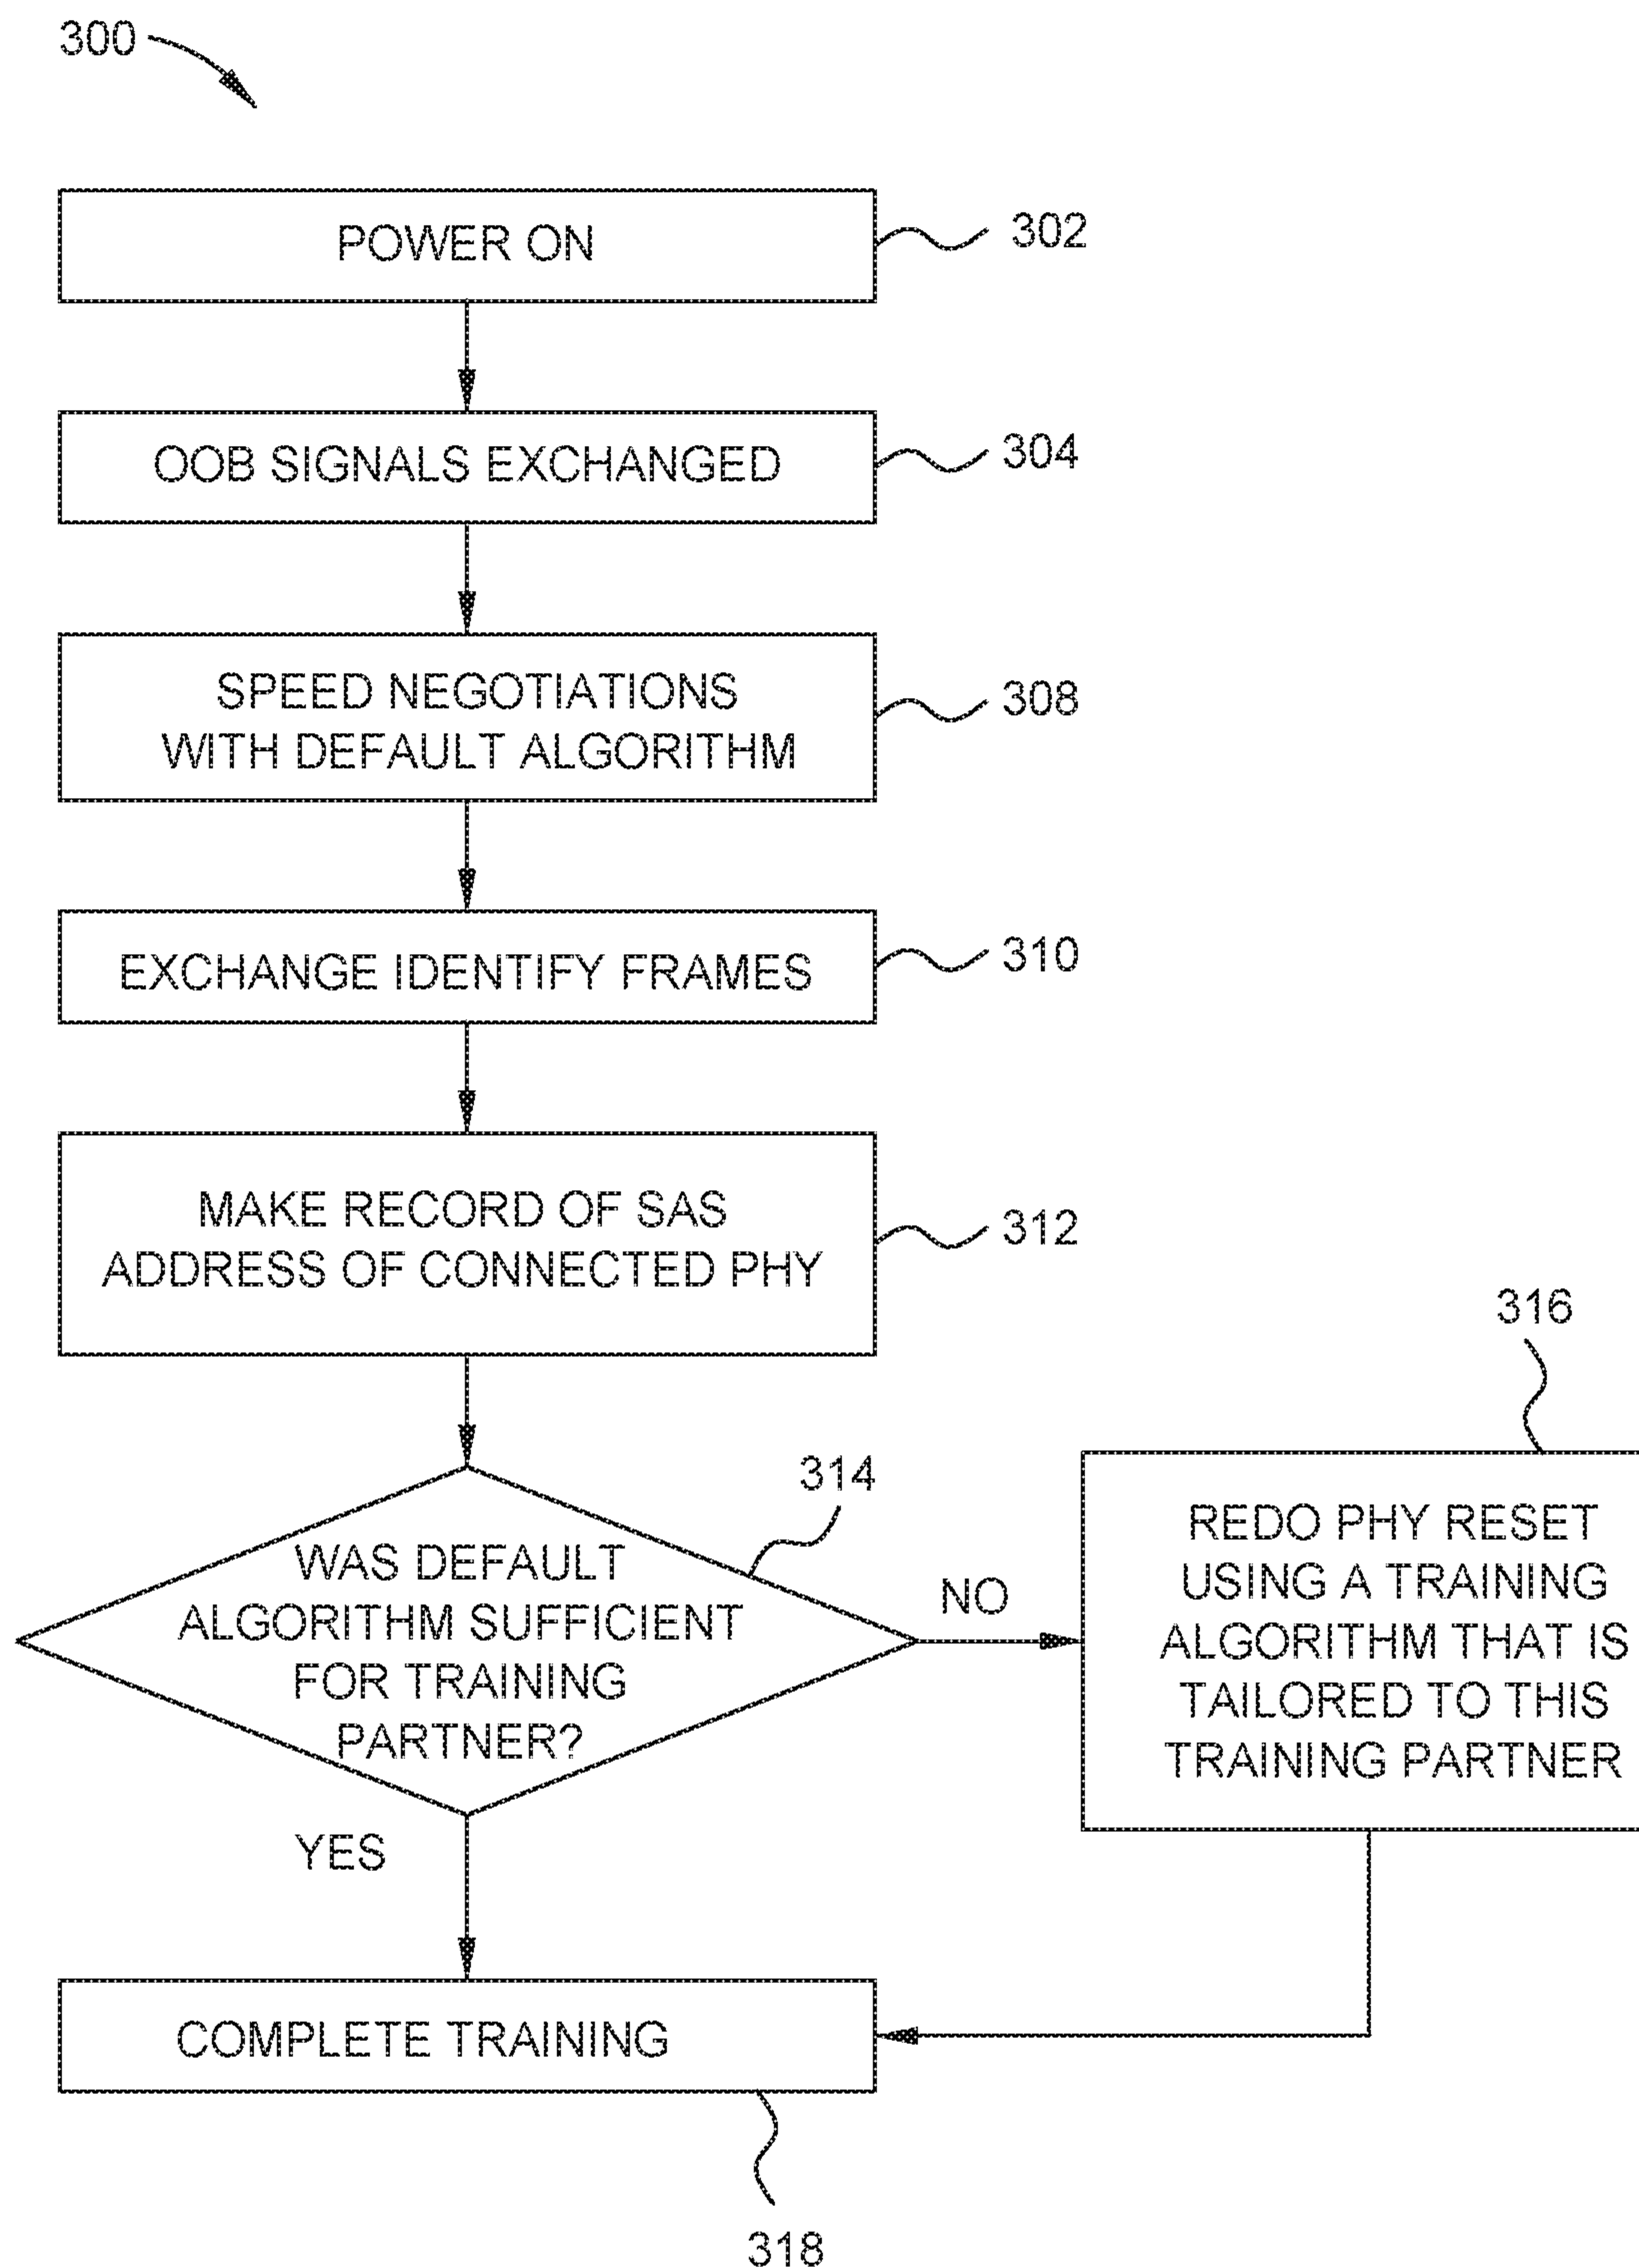 300
POWER ON
302
OOB SIGNALS EXCHANGED
304
SPEED NEGOTIATIONS
WITH DEFAULT ALGORITHM
308
EXCHANGE IDENTIFY FRAMES
310
MAKE RECORD OF SAS
ADDRESS OF CONNECTED PHY
312
314
WAS DEFAULT
ALGORITHM SUFFICIENT
FOR TRAINING
PARTNER?
NO
316
REDO PHY RESET
USING A TRAINING
ALGORITHM THAT IS
TAILORED TO THIS
TRAINING PARTNER
YES
COMPLETE TRAINING
318